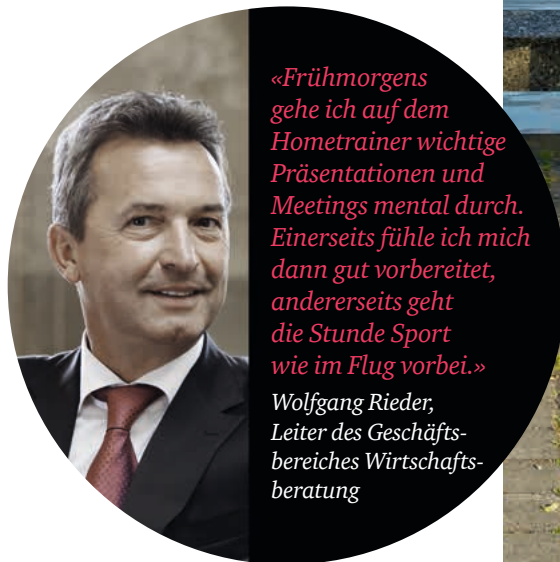 «Frühmorgens
gehe ich auf dem
Hometrainer wichtige
Präsentationen und
Meetings mental durch.
Einerseits fühle ich mich
dann gut vorbereitet,
andererseits geht
die Stunde Sport
wie im Flug vorbei.»
Wolfgang Rieder,
Leiter des Geschäfts-
bereiches Wirtschafts-
beratung